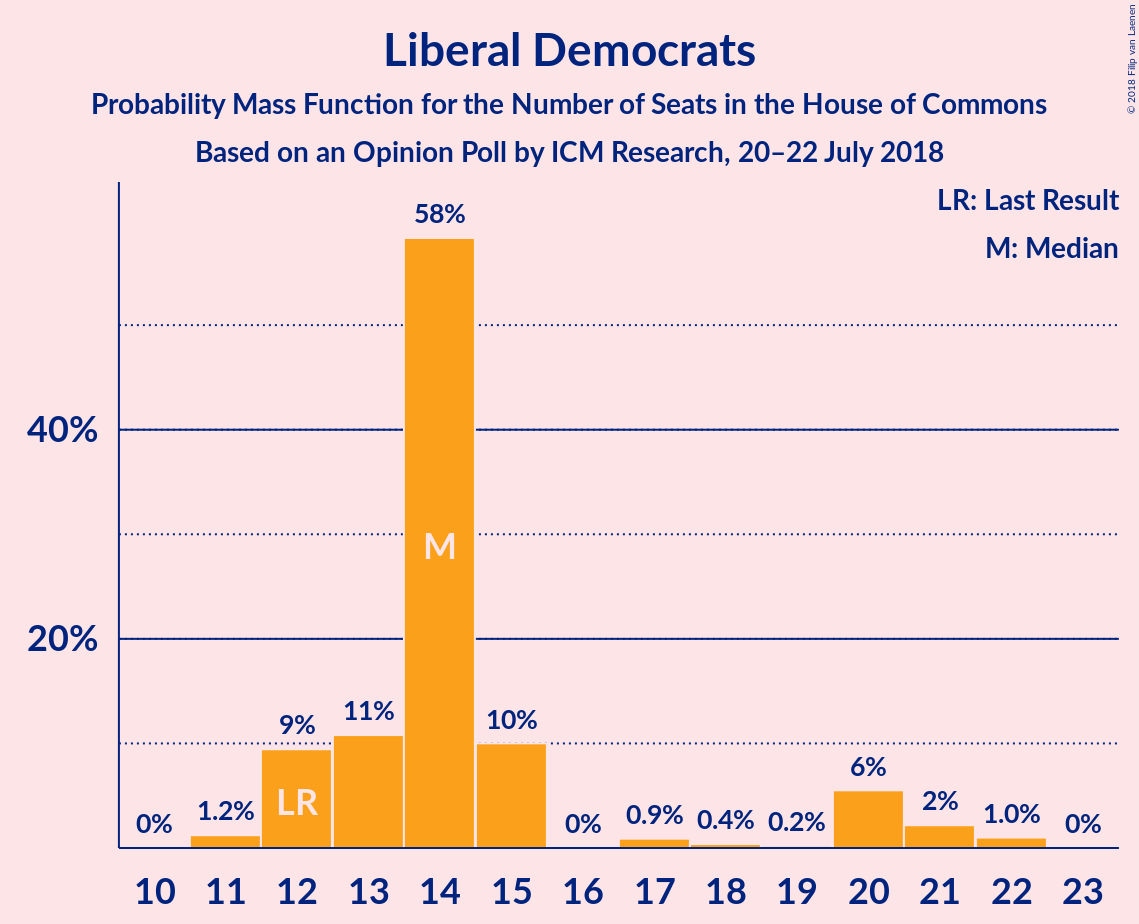 Liberal Democrats
Probability Mass Function for the Number of Seats in the House of Commons
Based on an Opinion Poll by ICM Research, 20–22 July 2018
© 2018 Filip van Laenen
LR: Last Result
M: Median
58%
40%
M
20%
0%
1.2%
9%
LR
11%
10%
0%
0.9%
0.4%
0.2%
6%
2%
1.0%
0%
10 11 12 13 14 15 16 17 18 19 20 21 22 23